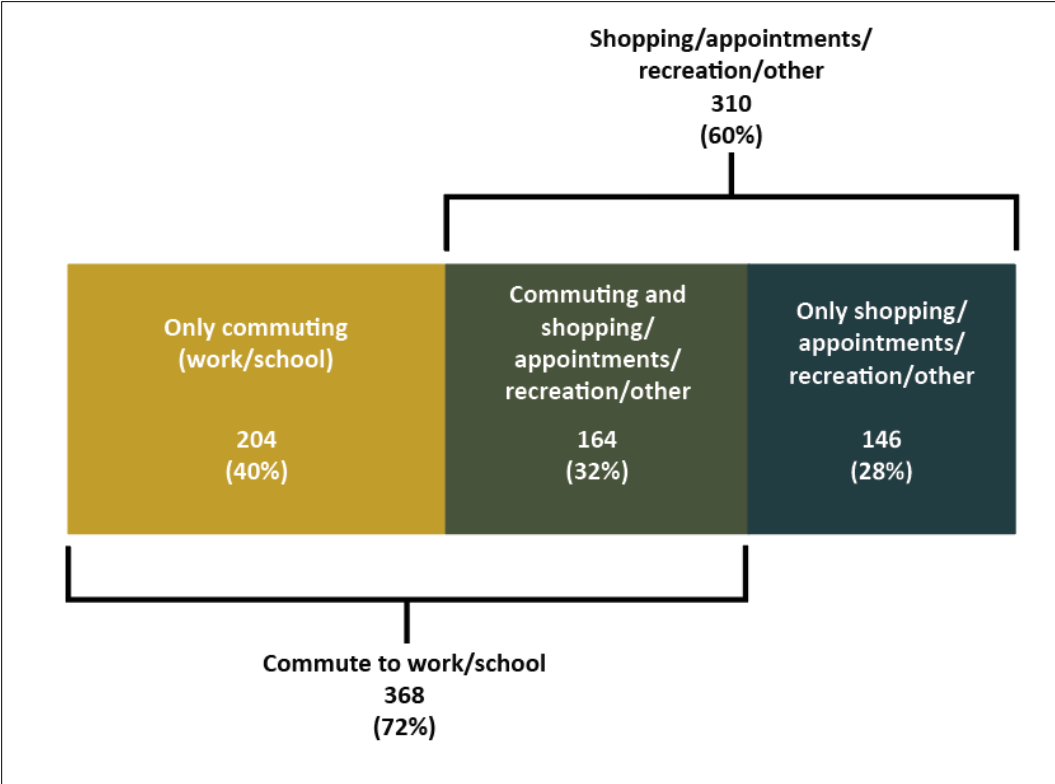 Shopping/appointments/
recreation/other
310
(60%)
Only commuting
(work/school)
204
(40%)
Commuting and
shopping/
appointments/
recreation/other
164
(32%)
Only shopping/
appointments/
recreation/other
146
(28%)
Commute to work/school
368
(72%)